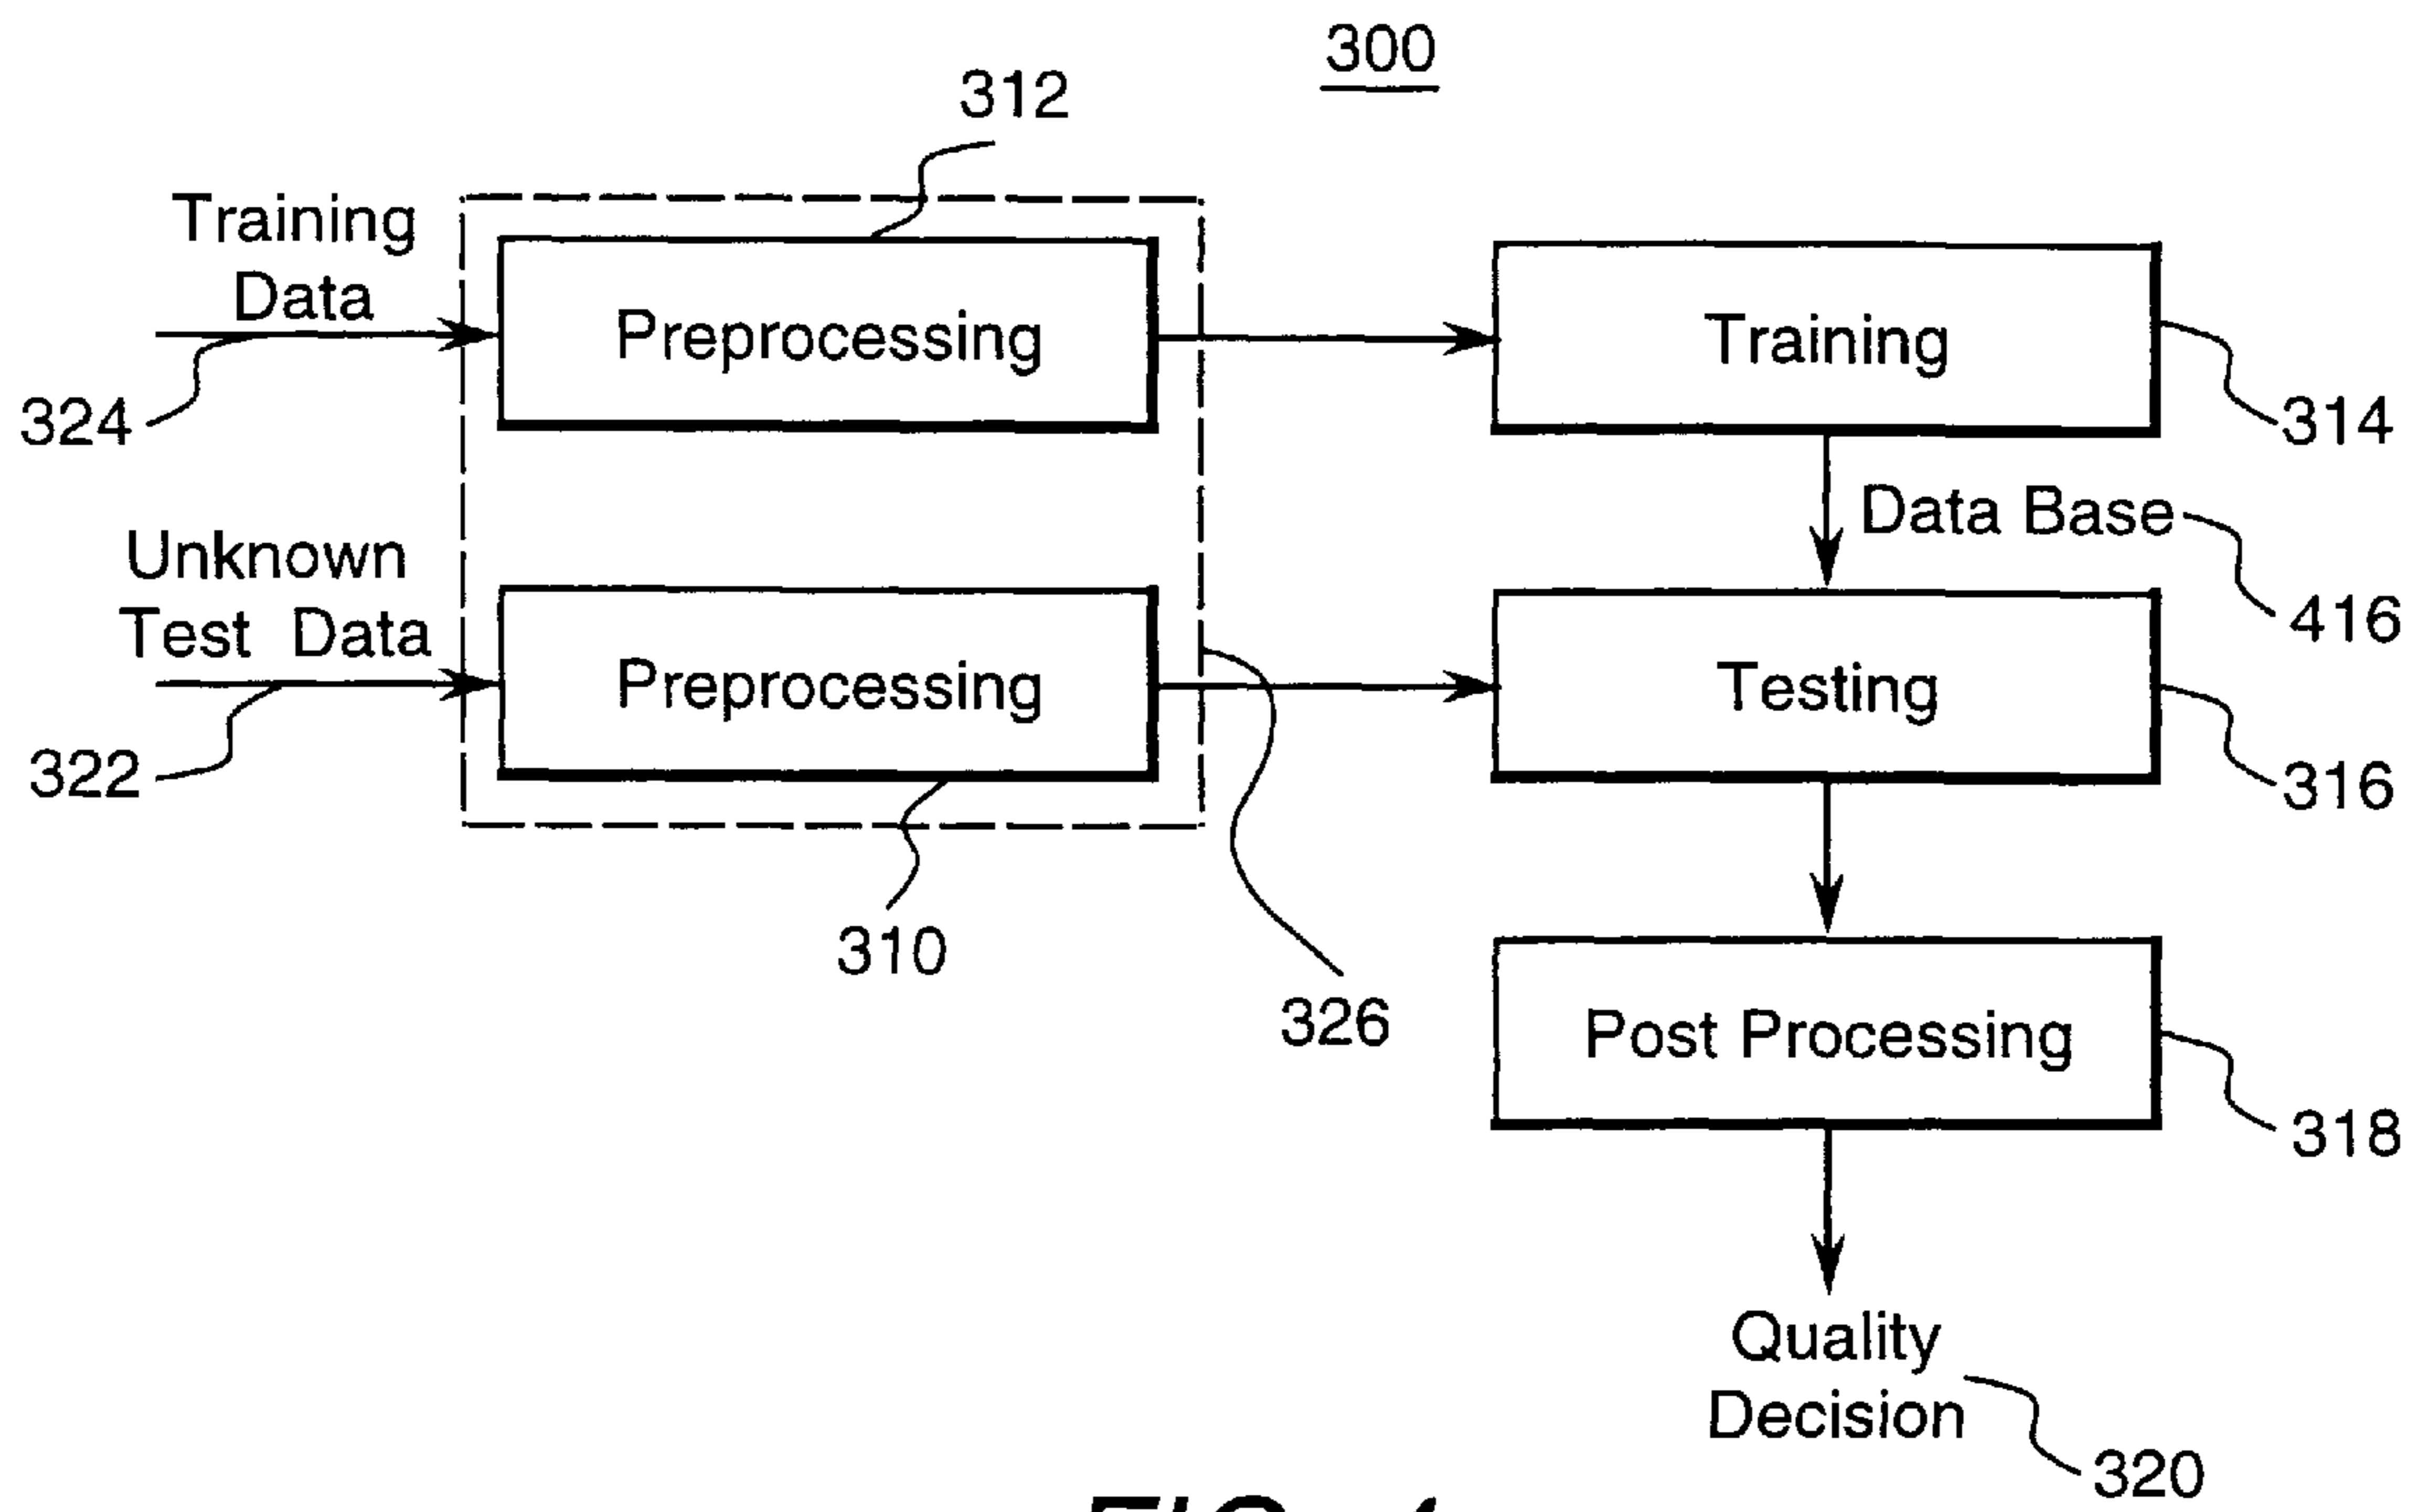 300
312
Training
Data
Preprocessing
Training
324
314
Data Base
Unknown
Test Data
416
Preprocessing
Testing
322
316
310
326
Post Processing
318
Quality
Decision
320